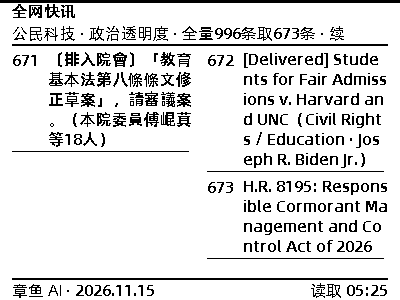 全网快讯
公民科技 · 政治透明度 · 全量996条取673条 · 续
671 〔排入院會〕「教育
基本法第八條條文修
正草案」，請審議案
。（本院委員傅崐萁
等18人）
672 [Delivered] Stude
nts for Fair Admiss
ions v. Harvard an
d UNC（Civil Right
s / Education · Jos
eph R. Biden Jr.）
673 H.R. 8195: Respons
ible Cormorant Ma
nagement and Co
ntrol Act of 2026
章鱼 AI · 2026.11.15
读取 05:25